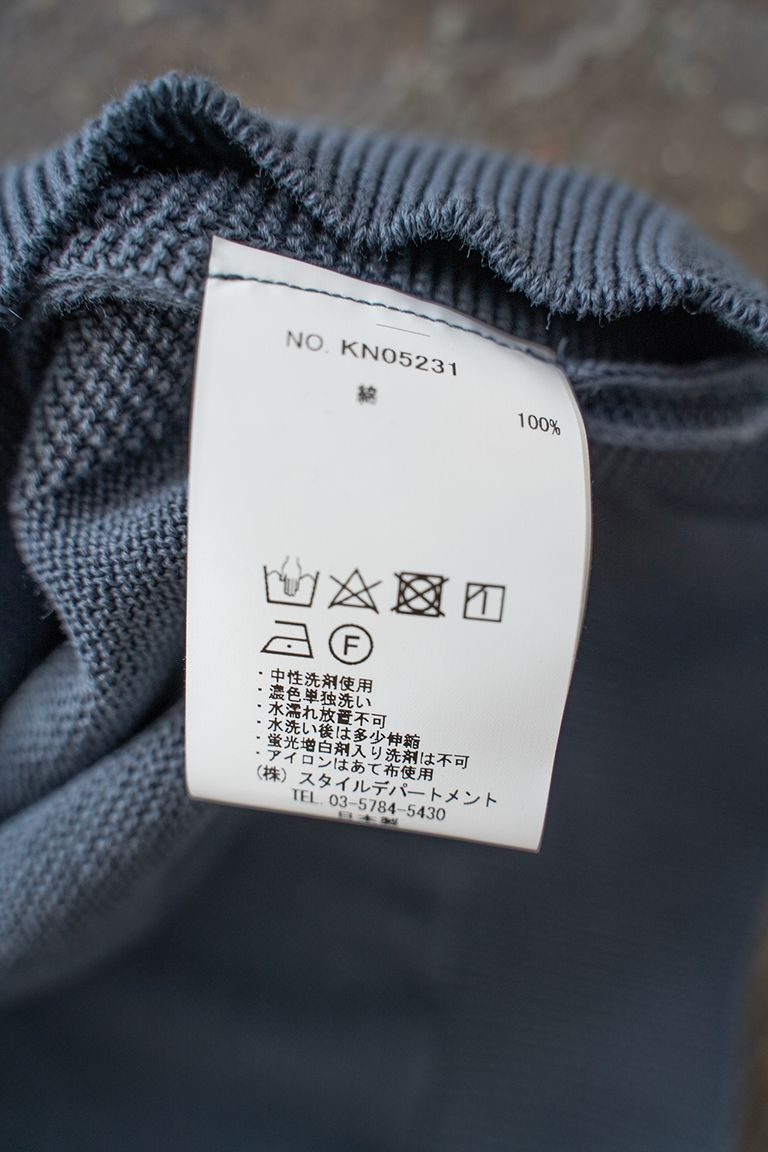 NO. KN05231
綿
100%
F
・中性洗剤使用
・濃色単独洗い
・水濡れ放置不可
・水洗い後は多少伸縮
・蛍光増白剤入り洗剤は不可
・アイロンはあて布使用
(株) スタイルデパートメント
TEL. 03-5784-5430
日本製